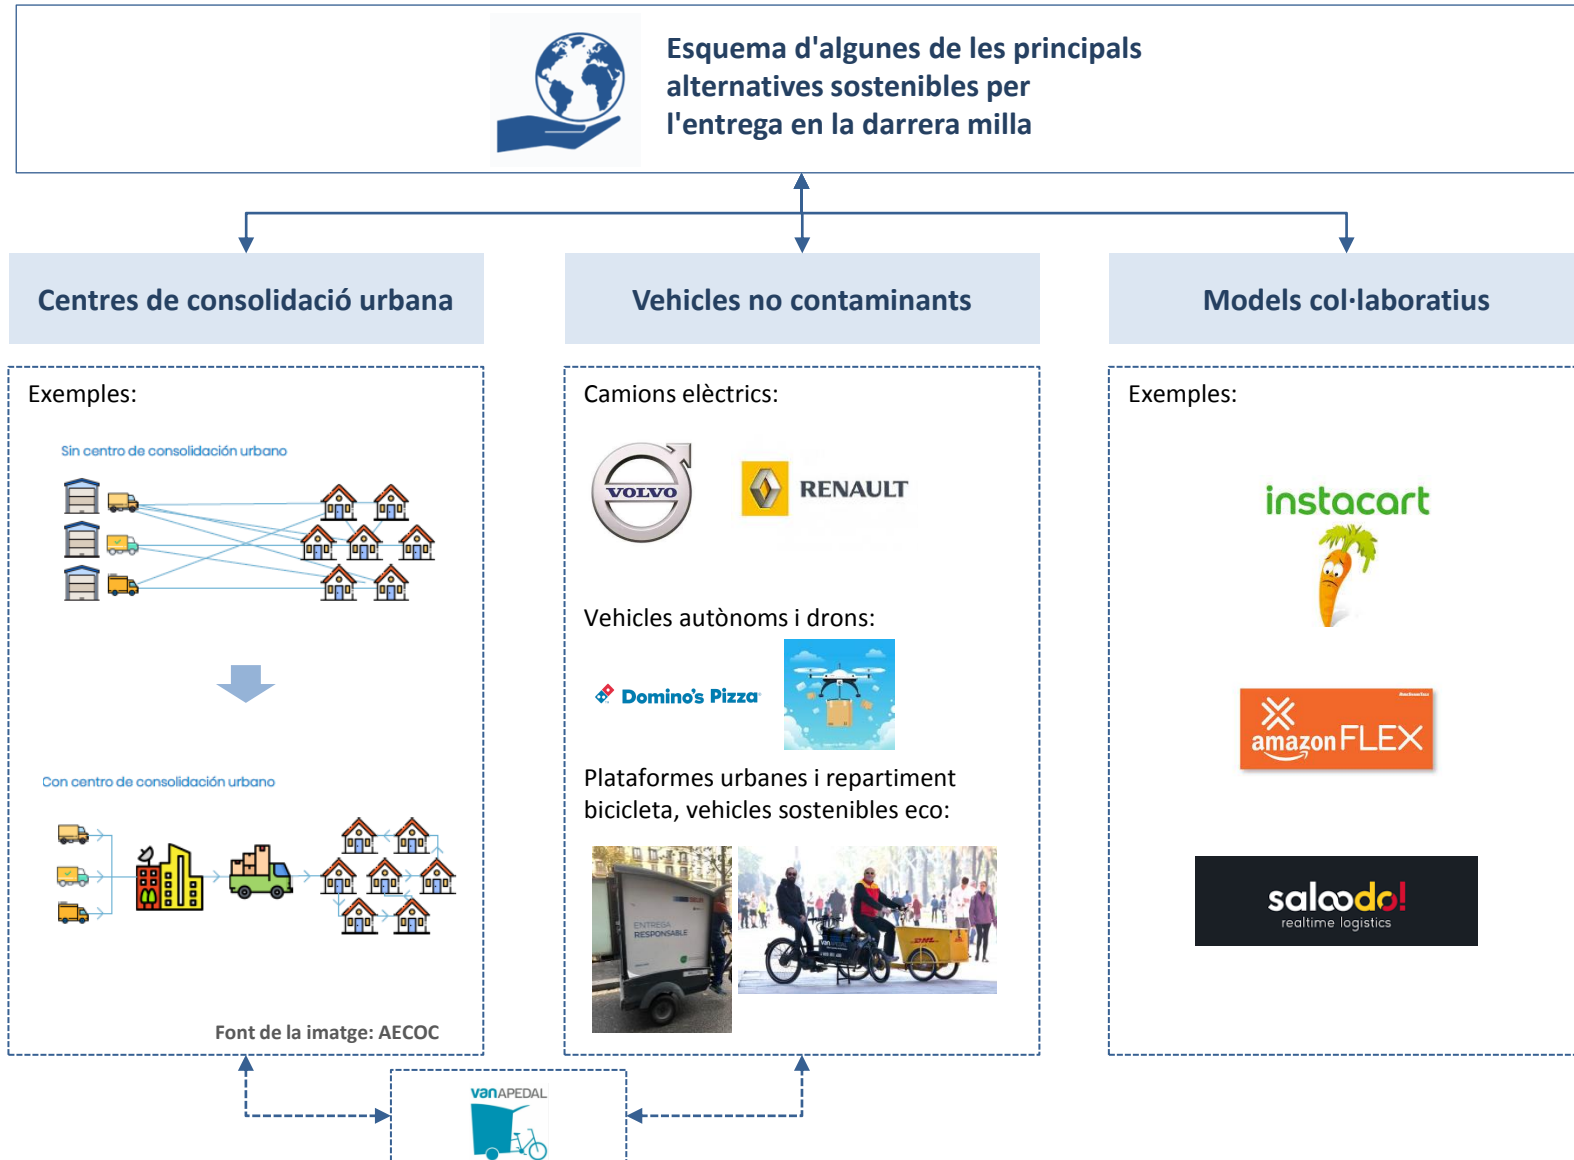 Esquema d'algunes de les principals
alternatives sostenibles per
l'entrega en la darrera milla
Centres de consolidació urbana
Vehicles no contaminants
Models col·laboratius
Exemples:
Sin centro de consolidación urbano
Con centro de consolidación urbano
Font de la imatge: AECOC
Camions elèctrics:
VOLVO
RENAULT
Vehicles autònoms i drons:
Domino's Pizza
Plataformes urbanes i repartiment
bicicleta, vehicles sostenibles eco:
ENTREGA
RESPONSABLE
vanAPEDAL
DHL
Exemples:
instacart
amazon FLEX
saloodo!
realtime logistics
vanAPEDAL